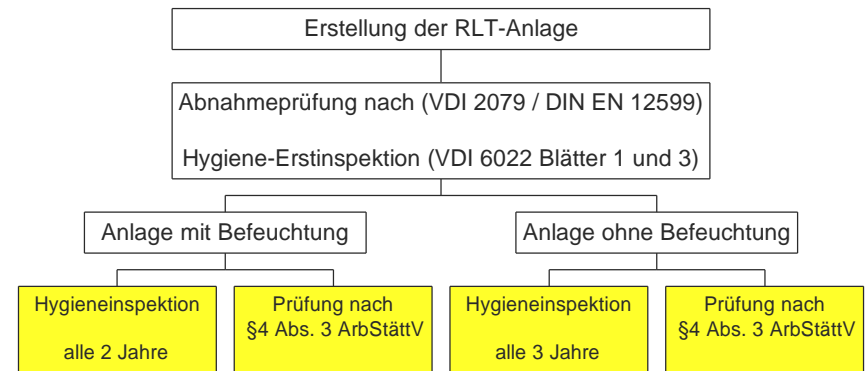 Erstellung der RLT-Anlage
Abnahmeprüfung nach (VDI 2079 / DIN EN 12599)
Hygiene-Erstinspektion (VDI 6022 Blätter 1 und 3)
Anlage mit Befeuchtung
Anlage ohne Befeuchtung
Hygieneinspektion
alle 2 Jahre
Prüfung nach
§4 Abs. 3 ArbStättV
Hygieneinspektion
alle 3 Jahre
Prüfung nach
§4 Abs. 3 ArbStättV